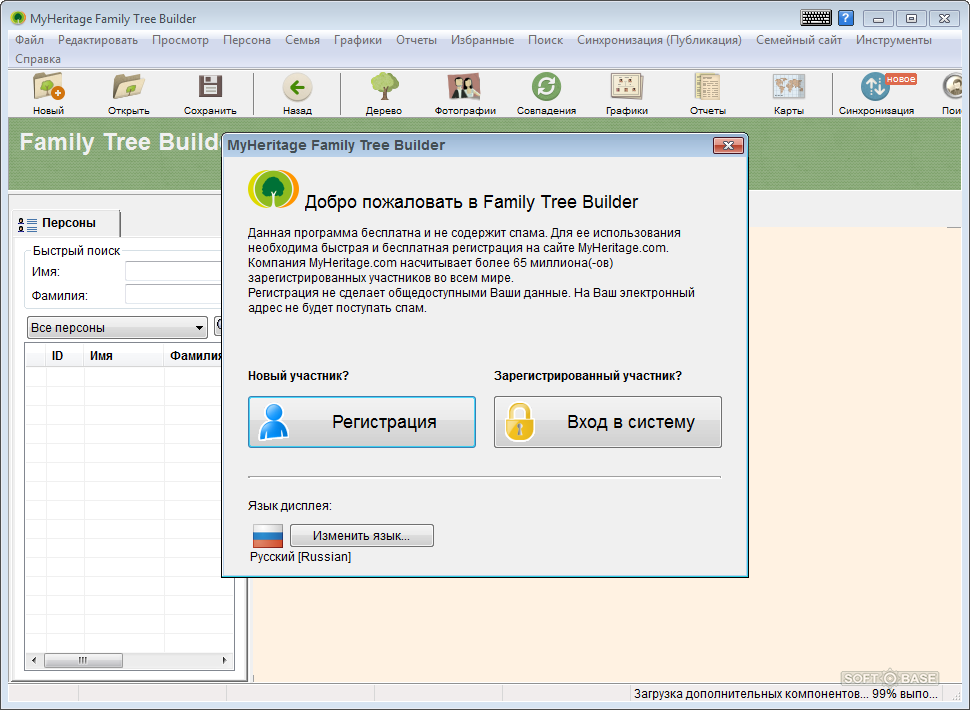 MyHeritage Family Tree Builder
Файл Редактировать Просмотр Персона Семья Графики Отчеты Избранные Поиск Синхронизация (Публикация) Семейный сайт Инструменты
Справка
Новый Открыть Сохранить Назад Дерево Фотографии Совпадения Графики Отчеты Карты Синхронизация
новое
Family Tree Build
MyHeritage Family Tree Builder
Добро пожаловать в Family Tree Builder
Данная программа бесплатна и не содержит спама. Для ее использования
необходима быстрая и бесплатная регистрация на сайте MyHeritage.com.
Компания MyHeritage.com насчитывает более 65 миллиона(-ов)
зарегистрированных участников во всем мире.
Регистрация не сделает общедоступными Ваши данные. На Ваш электронный
адрес не будет поступать спам.
Новый участник? Зарегистрированный участник?
Регистрация Вход в систему
Язык дисплея:
Изменить язык...
Русский [Russian]
Персоны
Быстрый поиск
Имя:
Фамилия:
Все персоны
ID Имя Фамилия
SOFT BASE
Загрузка дополнительных компонентов... 99% выпо...